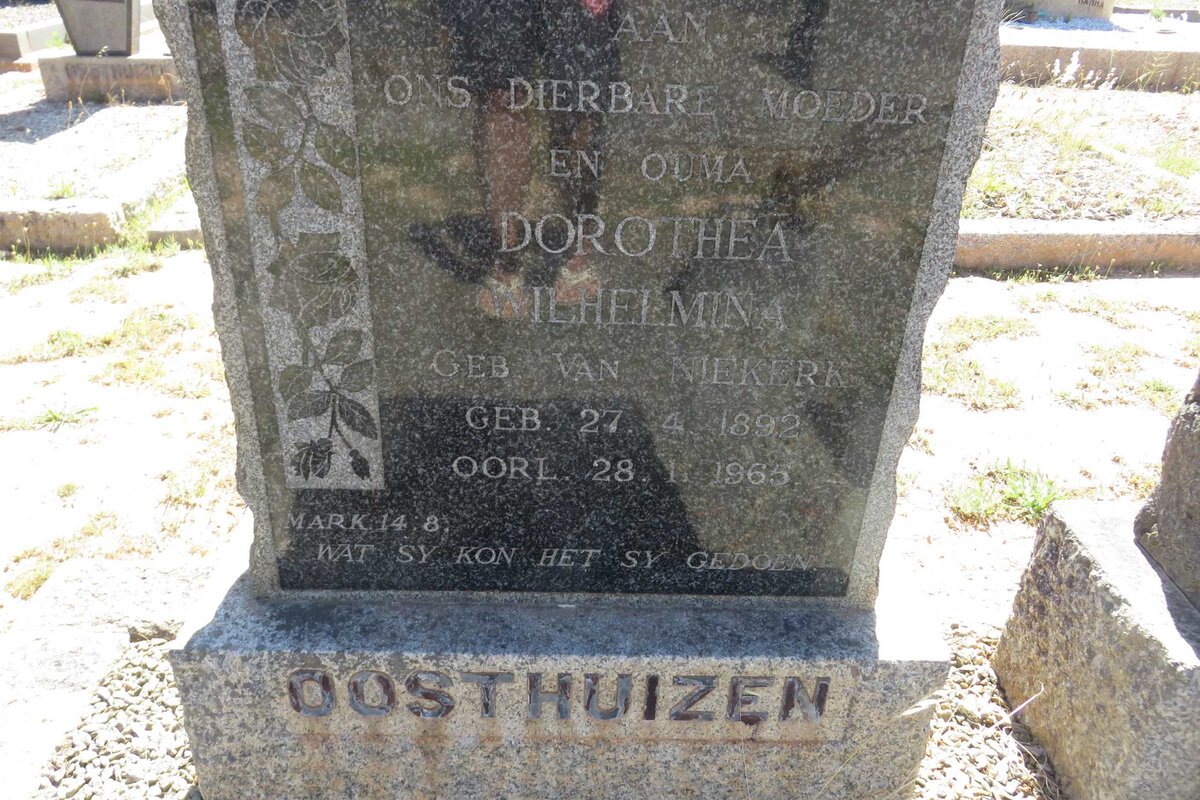 AAN
ONS DIERBARE MOEDER
EN OUMA
DOROTHEA
WILHELMINA
GEB VAN NIEKERK
GEB. 27. 4. 1892
OORL. 28. 1. 1965
MARK. 14. 8.
WAT SY KON HET SY GEDOEN
OOSTHUIZEN
HANNA